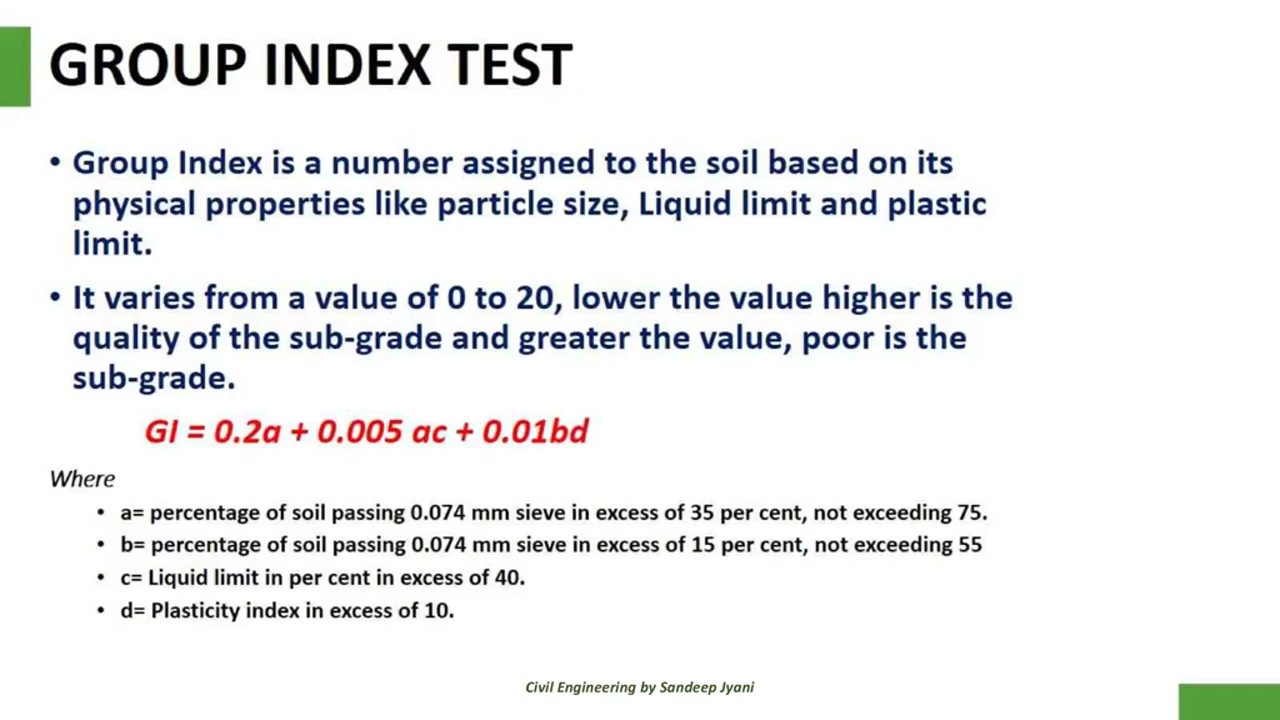 GROUP INDEX TEST
• Group Index is a number assigned to the soil based on its
physical properties like particle size, Liquid limit and plastic
limit.
• It varies from a value of 0 to 20, lower the value higher is the
quality of the sub-grade and greater the value, poor is the
sub-grade.
GI = 0.2a + 0.005 ac + 0.01bd
Where
• a= percentage of soil passing 0.074 mm sieve in excess of 35 per cent, not exceeding 75.
• b= percentage of soil passing 0.074 mm sieve in excess of 15 per cent, not exceeding 55
• c= Liquid limit in per cent in excess of 40.
• d= Plasticity index in excess of 10.
Civil Engineering by Sandeep Jyani